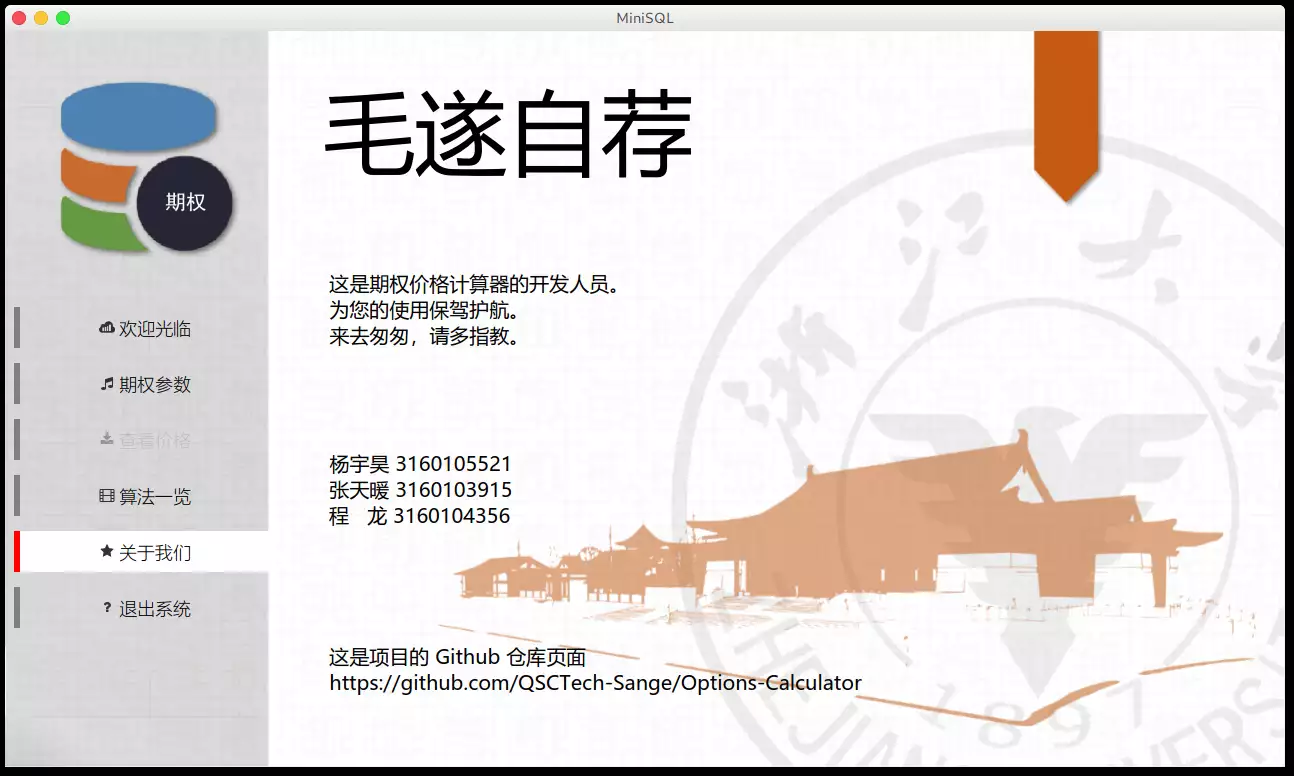 MiniSQL
期权
欢迎光临
期权参数
查看价格
算法一览
关于我们
? 退出系统
毛遂自荐
这是期权价格计算器的开发人员。
为您的使用保驾护航。
来去匆匆，请多指教。
杨宇昊 3160105521
张天暖 3160103915
程 龙 3160104356
这是项目的 Github 仓库页面
https://github.com/QSCTech-Sange/Options-Calculator
浙江大
1897